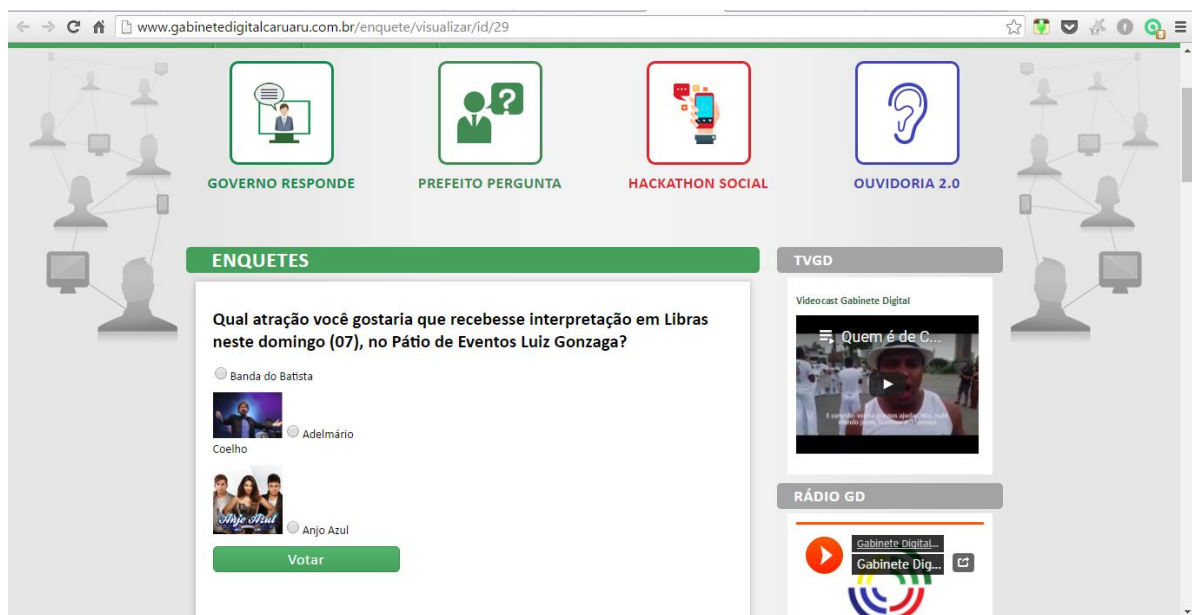 www.gabinetedigitalcaruaru.com.br/enquete/visualizar/id/29
GOVERNO RESPONDE
PREFEITO PERGUNTA
HACKATHON SOCIAL
OUVIDORIA 2.0
ENQUETES
Qual atração você gostaria que recebesse interpretação em Libras
neste domingo (07), no Pátio de Eventos Luiz Gonzaga?
Banda do Batista
Adelmário
Coelho
Anjo Azul
Anjo Azul
Votar
TVGD
Videocast Gabinete Digital
Quem é de C...
RÁDIO GD
Gabinete Digital...
Gabinete Dig...